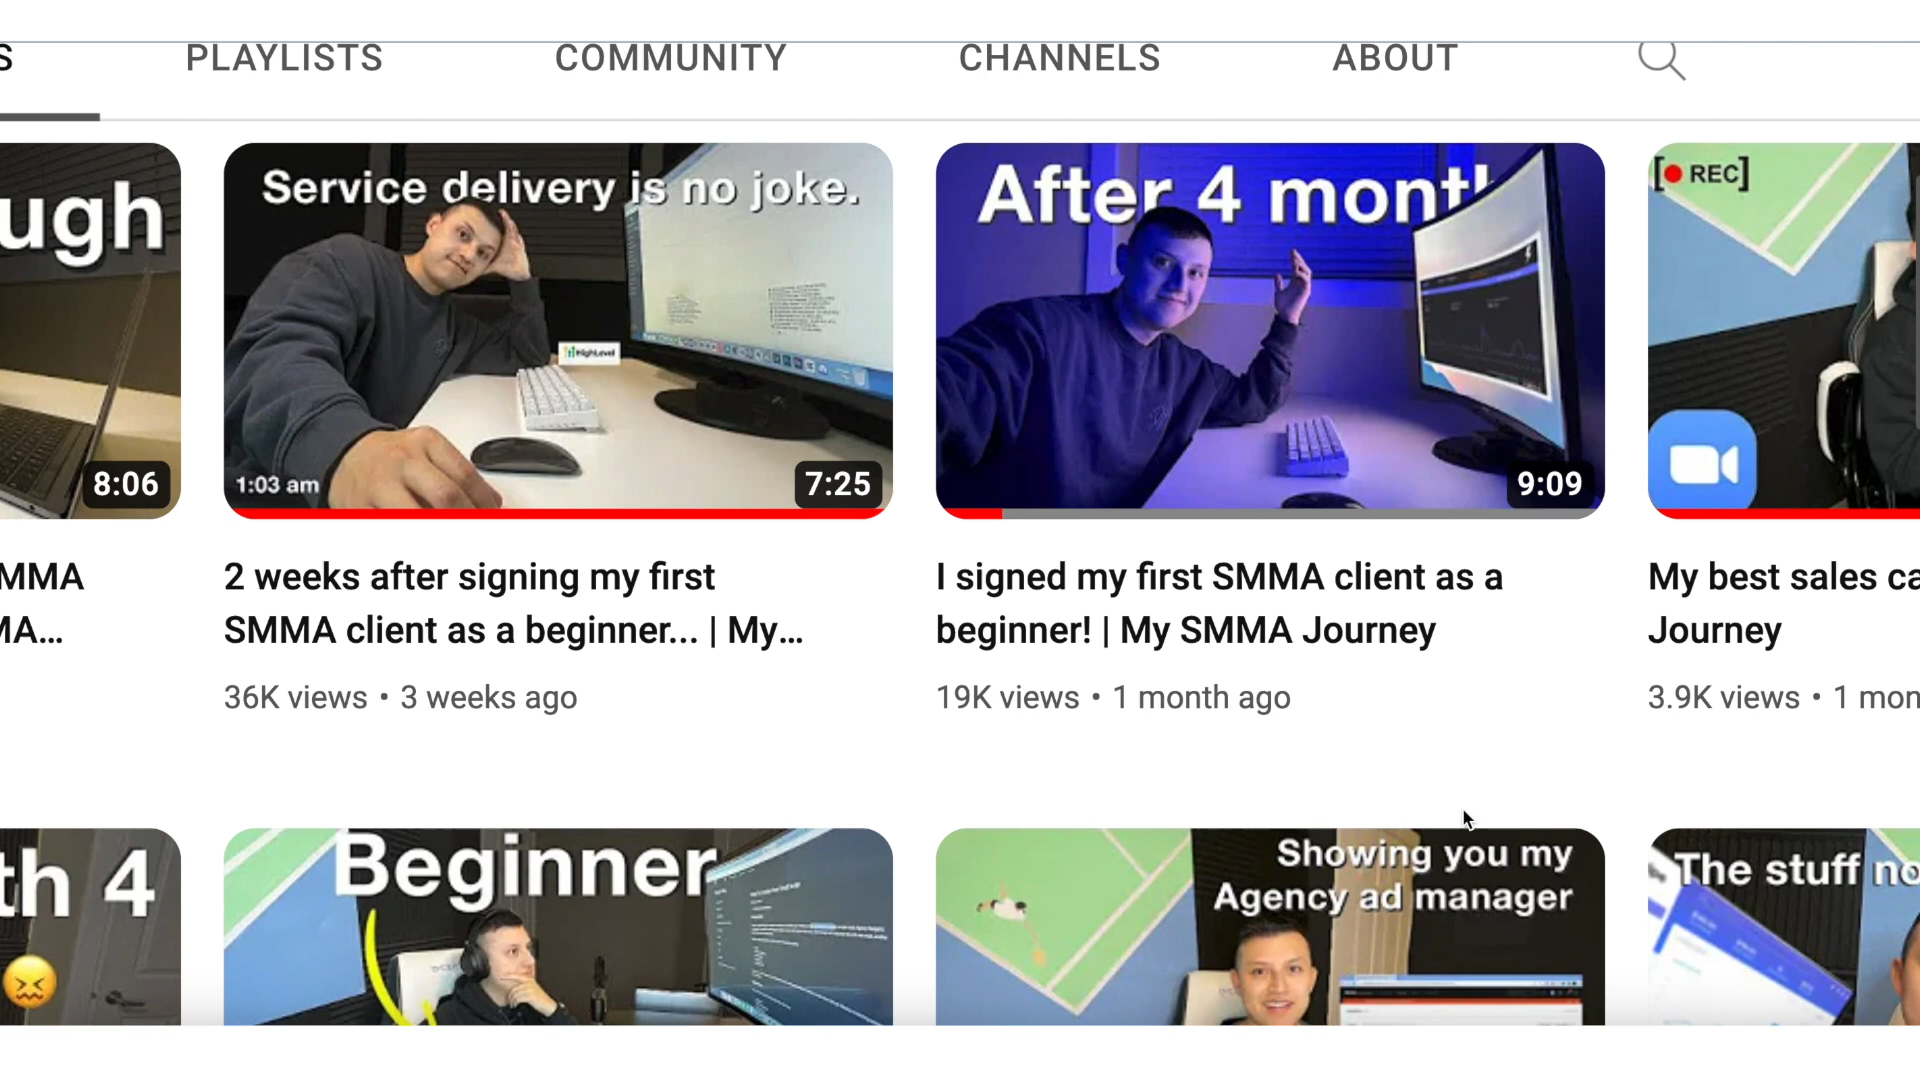 S
PLAYLISTS
COMMUNITY
CHANNELS
ABOUT
ugh
8:06
Service delivery is no joke.
HighLevel
1:03 am
7:25
After 4 month
9:09
[● REC]
MMA
MA...
2 weeks after signing my first
SMMA client as a beginner... | My...
36K views • 3 weeks ago
I signed my first SMMA client as a
beginner! | My SMMA Journey
19K views • 1 month ago
My best sales ca
Journey
3.9K views • 1 mon
th 4
Beginner
Showing you my
Agency ad manager
The stuff no